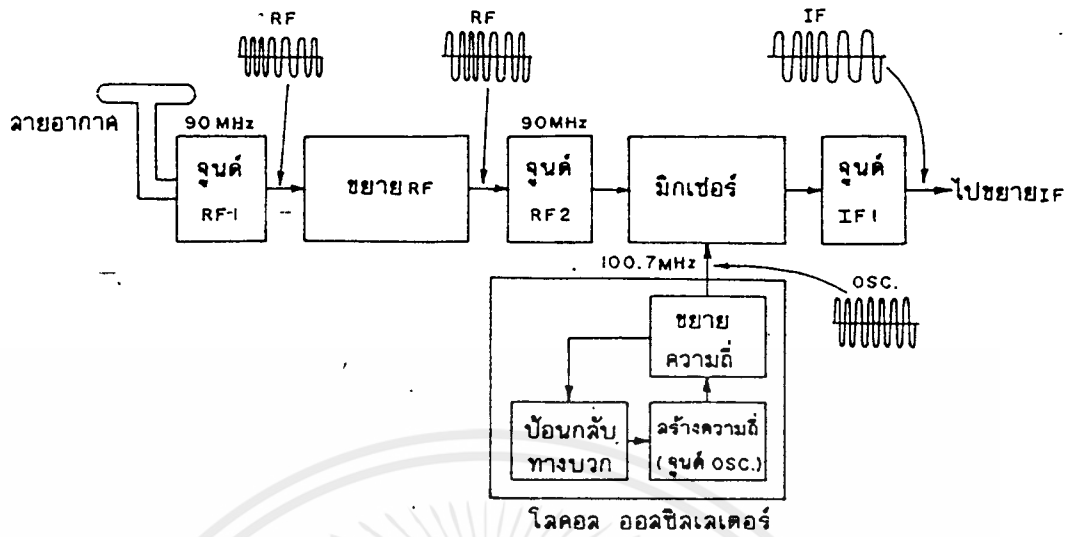 RF
RF
IF
สายอากาศ
90MHz
90MHz
จูนด์
RF-1
ขยาย RF
จูนด์
RF2
มิกเซอร์
จูนด์
IF1
ไปขยายIF
100.7MHz
OSC.
ขยาย
ความถี่
ป้อนกลับ
ทางบวก
สร้างความถี่
(จูนด์ OSC.)
โลคอล ออสซิลเลเตอร์